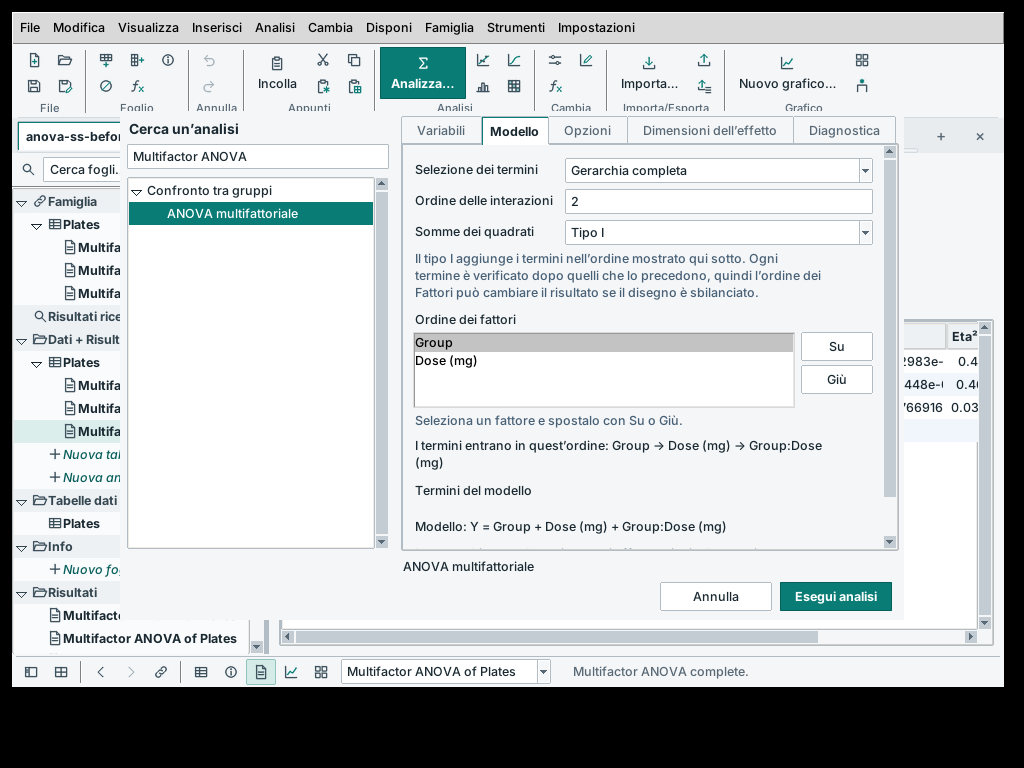 File Modifica Visualizza Inserisci Analisi Cambia Disponi Famiglia Strumenti Impostazioni
Incolla
Analizza...
Importa...
Nuovo grafico...
File Foglio Annulla Appunti Analisi Cambia Importa/Esporta Grafico
anova-ss-befor
Cerca fogli.
Famiglia
Plates
Multifa
Multifa
Multifa
Risultati rice
Dati + Risult
Plates
Multifa
Multifa
Multifa
Nuova tal
Nuova an
Tabelle dati
Plates
Info
Nuovo fo
Risultati
Multifacto
Multifactor ANOVA of Plates
Cerca un'analisi
Multifactor ANOVA
Confronto tra gruppi
ANOVA multifattoriale
Variabili Modello Opzioni Dimensioni dell'effetto Diagnostica
Selezione dei termini Gerarchia completa
Ordine delle interazioni 2
Somme dei quadrati Tipo I
Il tipo I aggiunge i termini nell'ordine mostrato qui sotto. Ogni
termine è verificato dopo quelli che lo precedono, quindi l'ordine dei
Fattori può cambiare il risultato se il disegno è sbilanciato.
Ordine dei fattori
Group
Dose (mg)
Su
Giù
Seleziona un fattore e spostalo con Su o Giù.
I termini entrano in quest'ordine: Group → Dose (mg) → Group:Dose
(mg)
Termini del modello
Modello: Y = Group + Dose (mg) + Group:Dose (mg)
ANOVA multifattoriale
Annulla Esegui analisi
Eta²
2983e- 0.4
448e-( 0.4
766916 0.03
Multifactor ANOVA of Plates
Multifactor ANOVA complete.